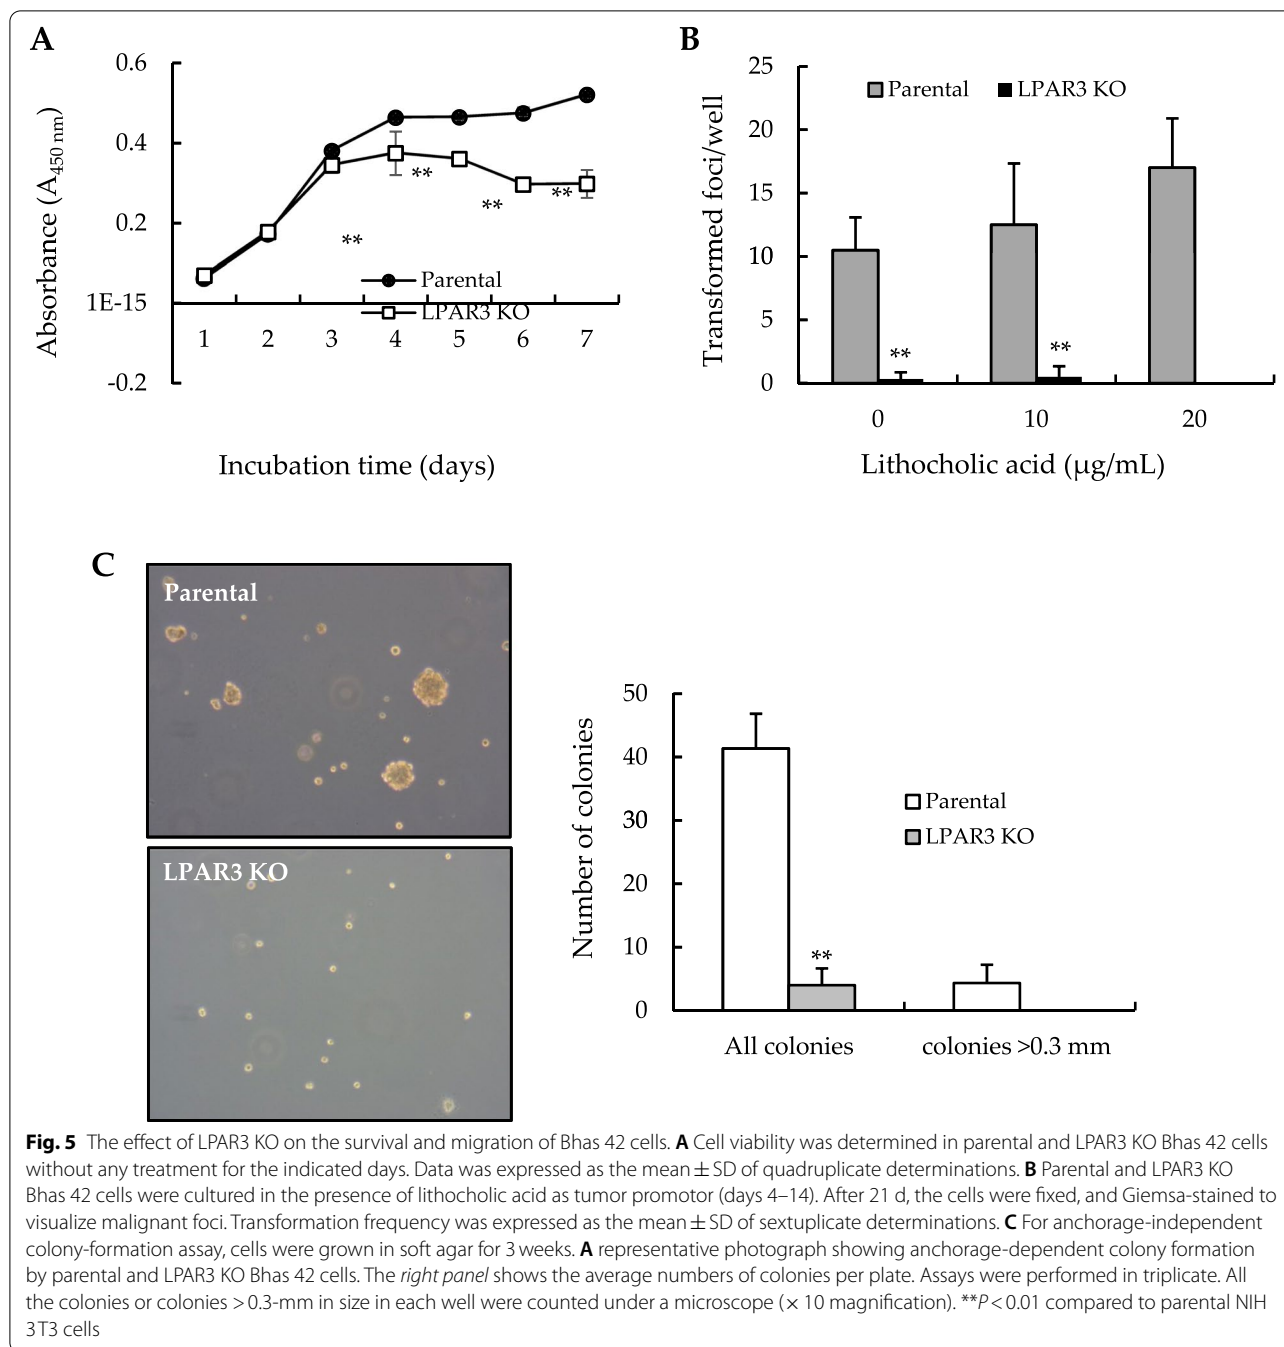 A
0.6
0.4
0.2
1E-15
-0.2
Absorbance (A450 nm)
**
**
**
**
Parental
LPAR3 KO
1 2 3 4 5 6 7
Incubation time (days)
B
25
20
15
10
5
0
Transformed foci/well
Parental LPAR3 KO
**
**
0 10 20
Lithocholic acid (µg/mL)
C
Parental
LPAR3 KO
50
40
30
20
10
0
Number of colonies
Parental
LPAR3 KO
**
All colonies colonies >0.3 mm
Fig. 5 The effect of LPAR3 KO on the survival and migration of Bhas 42 cells. A Cell viability was determined in parental and LPAR3 KO Bhas 42 cells
without any treatment for the indicated days. Data was expressed as the mean ± SD of quadruplicate determinations. B Parental and LPAR3 KO
Bhas 42 cells were cultured in the presence of lithocholic acid as tumor promotor (days 4–14). After 21 d, the cells were fixed, and Giemsa-stained to
visualize malignant foci. Transformation frequency was expressed as the mean ± SD of sextuplicate determinations. C For anchorage-independent
colony-formation assay, cells were grown in soft agar for 3 weeks. A representative photograph showing anchorage-dependent colony formation
by parental and LPAR3 KO Bhas 42 cells. The right panel shows the average numbers of colonies per plate. Assays were performed in triplicate. All
the colonies or colonies > 0.3-mm in size in each well were counted under a microscope (× 10 magnification). **P < 0.01 compared to parental NIH
3T3 cells